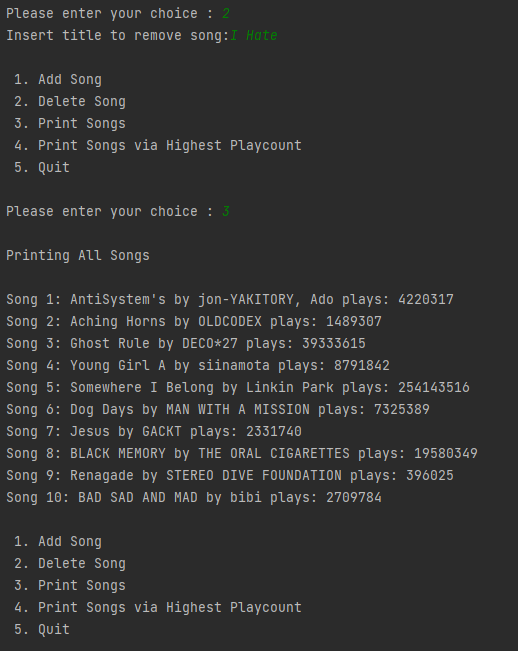 Please enter your choice : 2
Insert title to remove song:I Hate
1. Add Song
2. Delete Song
3. Print Songs
4. Print Songs via Highest Playcount
5. Quit
Please enter your choice : 3
Printing All Songs
Song 1: AntiSystem's by jon-YAKITORY, Ado plays: 4220317
Song 2: Aching Horns by OLDCODEX plays: 1489307
Song 3: Ghost Rule by DECO*27 plays: 39333615
Song 4: Young Girl A by siinamota plays: 8791842
Song 5: Somewhere I Belong by Linkin Park plays: 254143516
Song 6: Dog Days by MAN WITH A MISSION plays: 7325389
Song 7: Jesus by GACKT plays: 2331740
Song 8: BLACK MEMORY by THE ORAL CIGARETTES plays: 19580349
Song 9: Renagade by STEREO DIVE FOUNDATION plays: 396025
Song 10: BAD SAD AND MAD by bibi plays: 2709784
1. Add Song
2. Delete Song
3. Print Songs
4. Print Songs via Highest Playcount
5. Quit